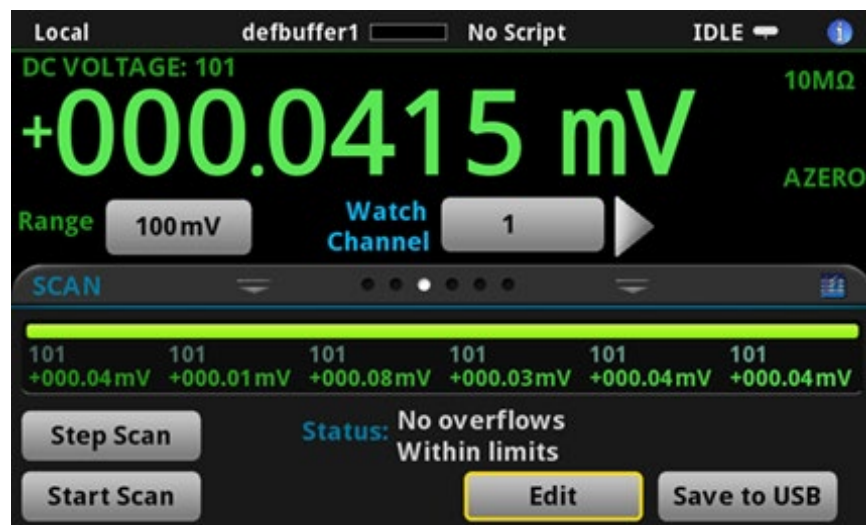 Local defbuffer1 No Script IDLE i
DC VOLTAGE: 101
10MΩ
+000.0415 mV
AZERO
Range 100mV Watch Channel 1
SCAN
101 101 101 101 101 101
+000.04mV +000.01mV +000.08mV +000.03mV +000.04mV +000.04mV
Step Scan Status: No overflows
Within limits
Start Scan Edit Save to USB